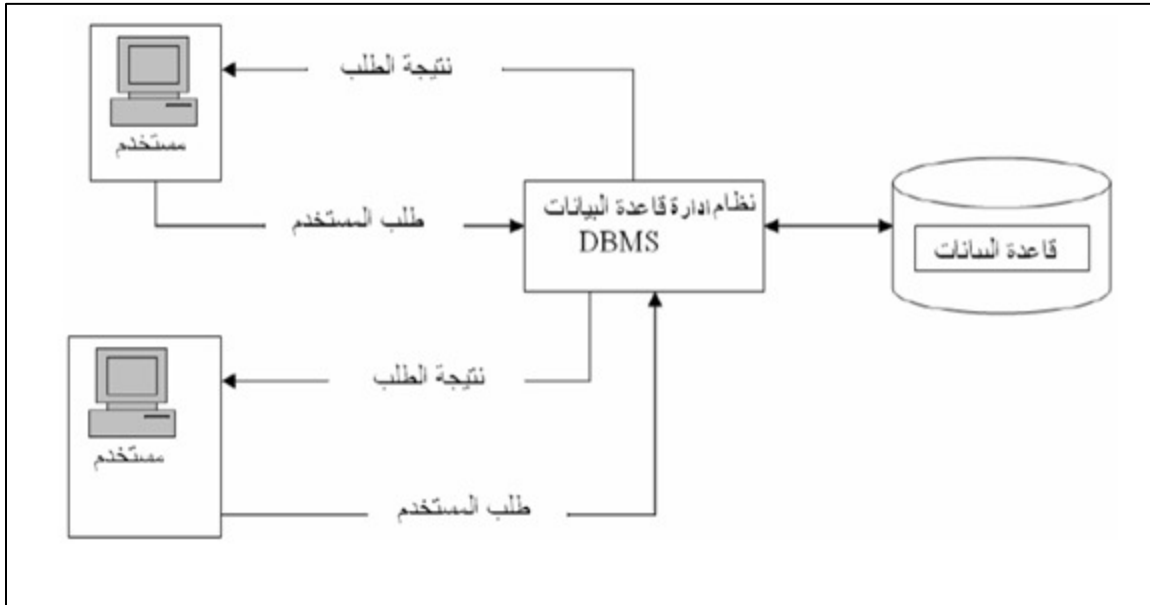 نتيجة الطلب
مستخدم
طلب المستخدم
نظام ادارة قاعدة البيانات
DBMS
قاعدة البيانات
نتيجة الطلب
مستخدم
طلب المستخدم